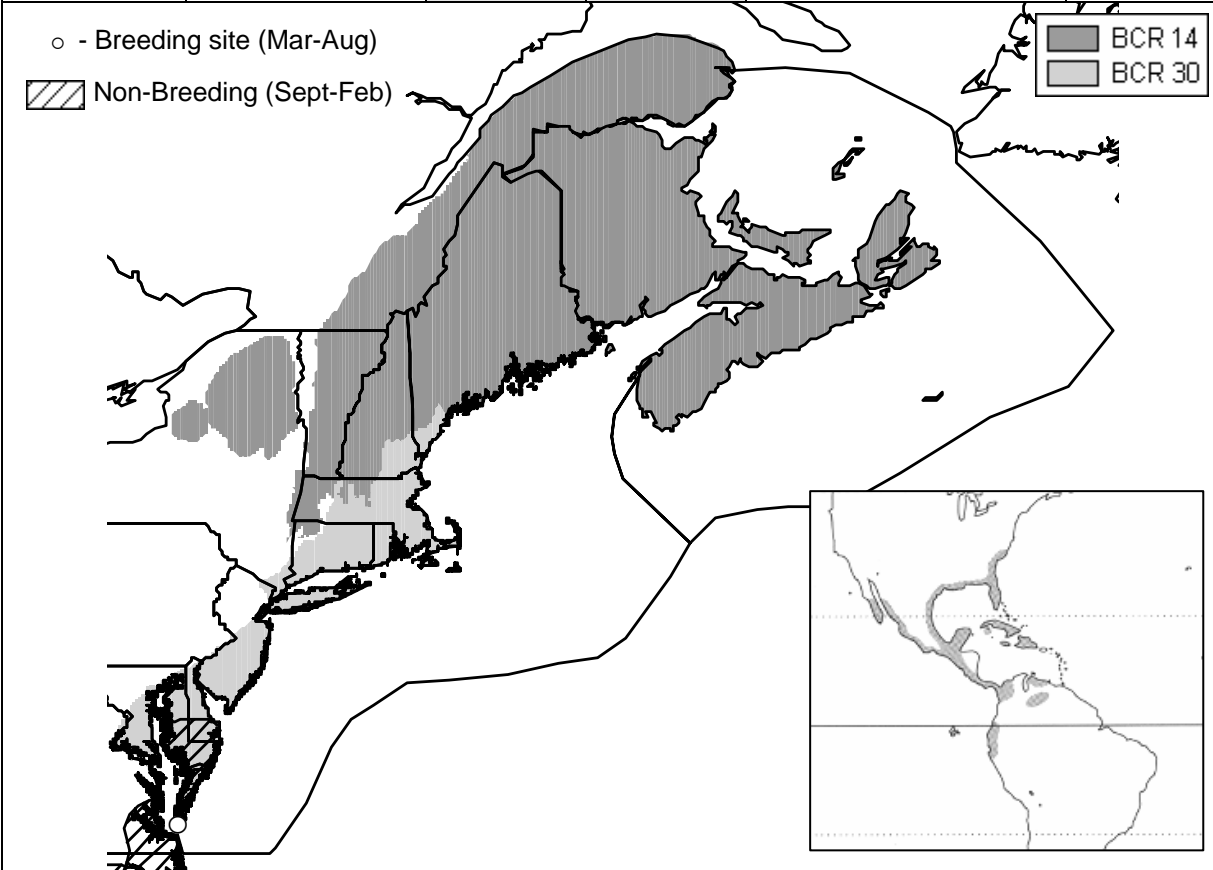 ○ - Breeding site (Mar-Aug)
Non-Breeding (Sept-Feb)
BCR 14
BCR 30